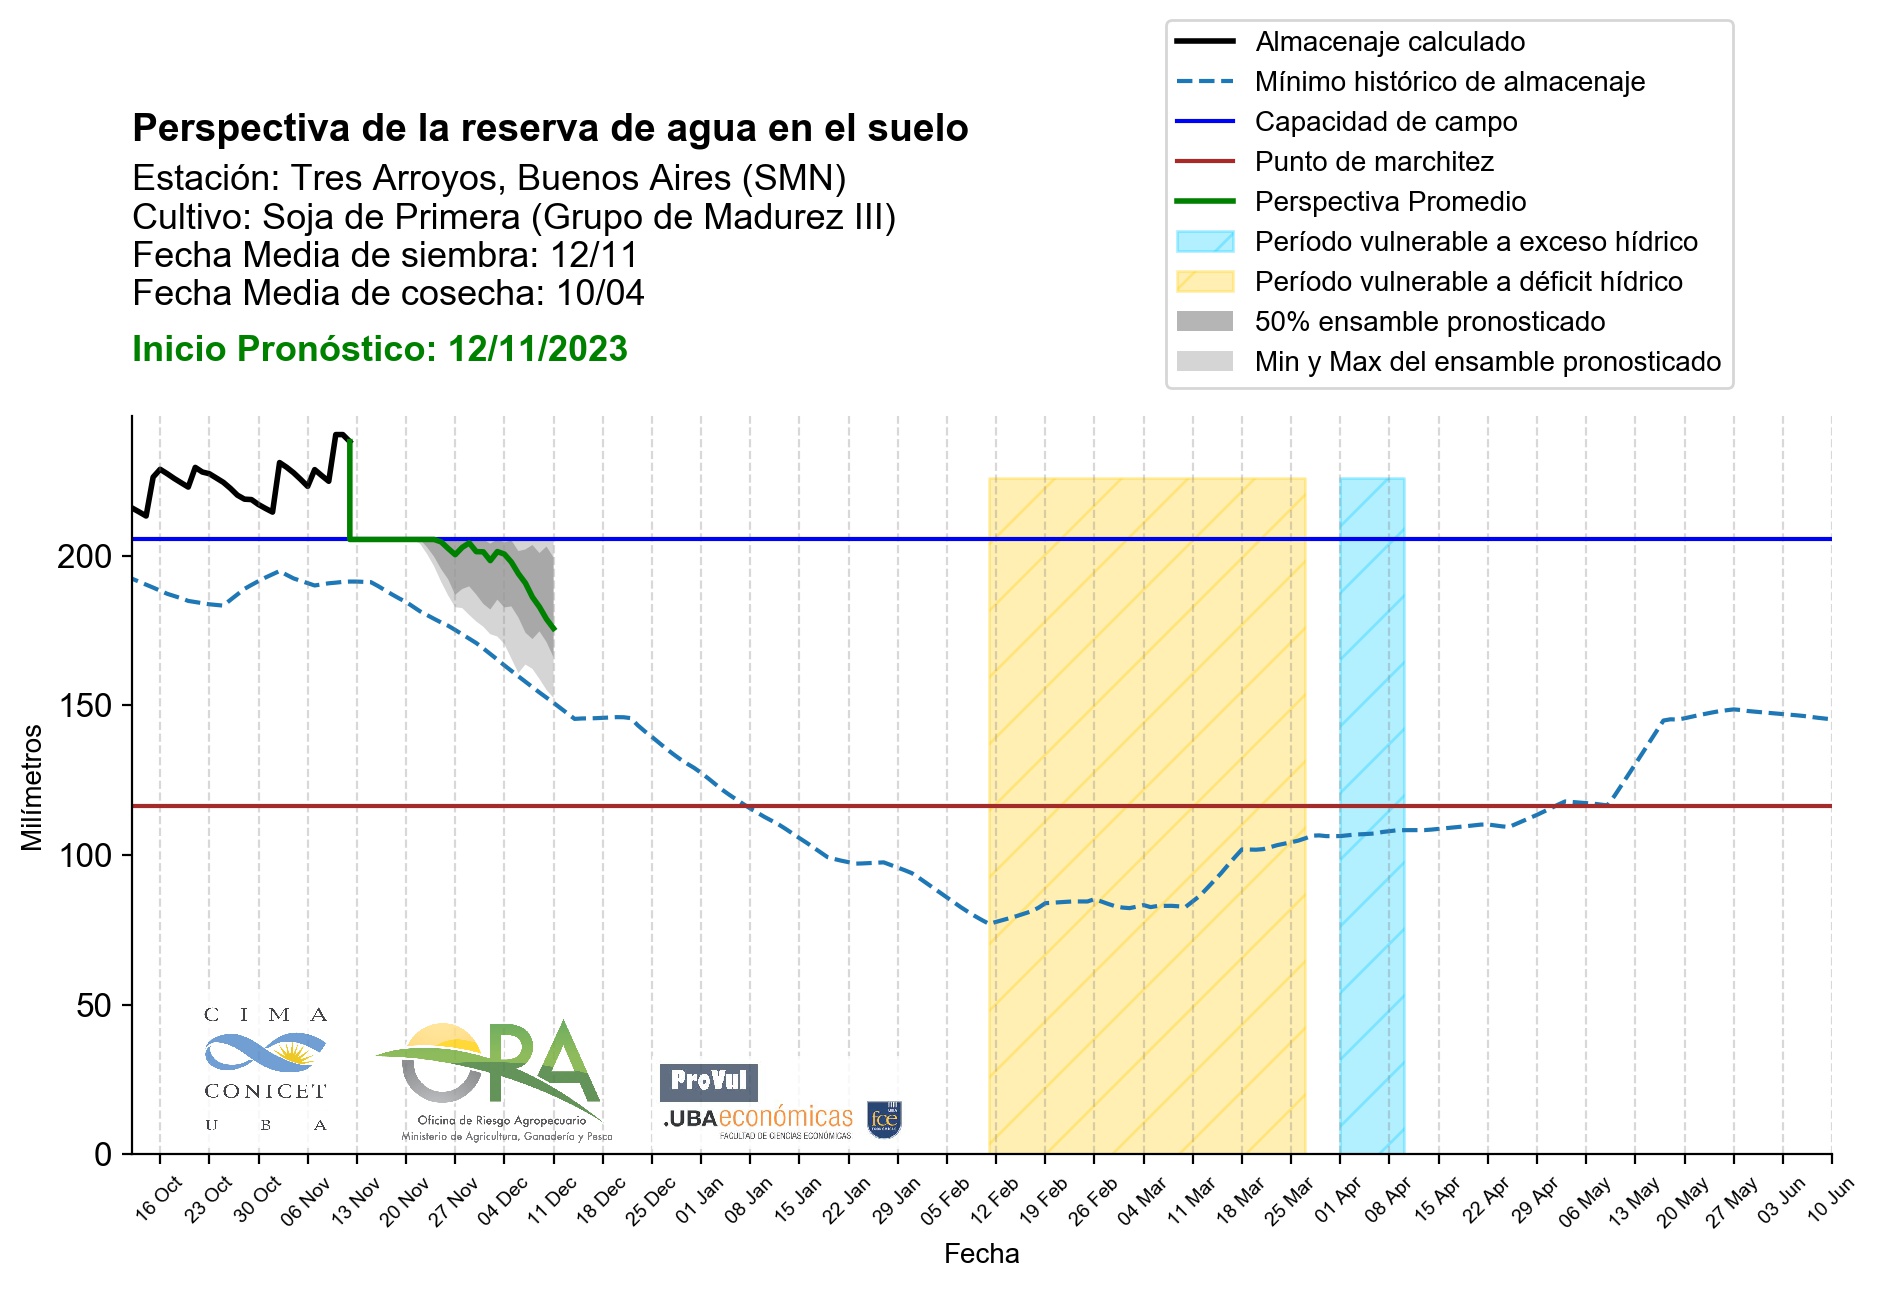 Almacenaje calculado
Mínimo histórico de almacenaje
Capacidad de campo
Punto de marchitez
Perspectiva Promedio
Período vulnerable a exceso hídrico
Período vulnerable a déficit hídrico
50% ensamble pronosticado
Min y Max del ensamble pronosticado
Perspectiva de la reserva de agua en el suelo
Estación: Tres Arroyos, Buenos Aires (SMN)
Cultivo: Soja de Primera (Grupo de Madurez III)
Fecha Media de siembra: 12/11
Fecha Media de cosecha: 10/04
Inicio Pronóstico: 12/11/2023
Milímetros
200
150
100
50
0
CIMA
CONICET
UBA
ORA
Oficina de Riesgo Agropecuario
Ministerio de Agricultura, Ganadería y Pesca
ProVul
.UBAeconómicas
FACULTAD DE CIENCIAS ECONÓMICAS
fce
16 Oct
23 Oct
30 Oct
06 Nov
13 Nov
20 Nov
27 Nov
04 Dec
11 Dec
18 Dec
25 Dec
01 Jan
08 Jan
15 Jan
22 Jan
29 Jan
05 Feb
12 Feb
19 Feb
26 Feb
04 Mar
11 Mar
18 Mar
25 Mar
01 Apr
08 Apr
15 Apr
22 Apr
29 Apr
06 May
13 May
20 May
27 May
03 Jun
10 Jun
Fecha